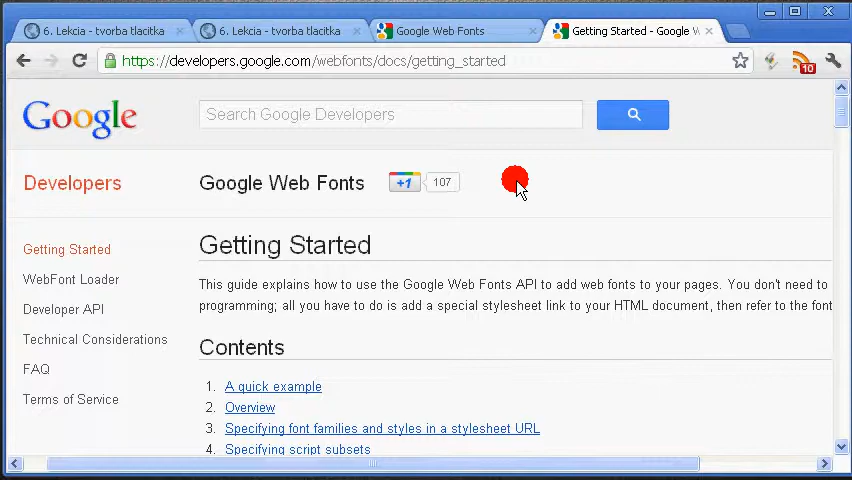 6. Lekcia - tvorba tlacitka
6. Lekcia - tvorba tlacitka
Google Web Fonts
Getting Started - Google W
https://developers.google.com/webfonts/docs/getting_started
10
Google
Search Google Developers
Developers
Google Web Fonts
+1
107
Getting Started
WebFont Loader
Developer API
Technical Considerations
FAQ
Terms of Service
Getting Started
This guide explains how to use the Google Web Fonts API to add web fonts to your pages. You don't need to
programming; all you have to do is add a special stylesheet link to your HTML document, then refer to the font
Contents
1. A quick example
2. Overview
3. Specifying font families and styles in a stylesheet URL
4. Specifying script subsets